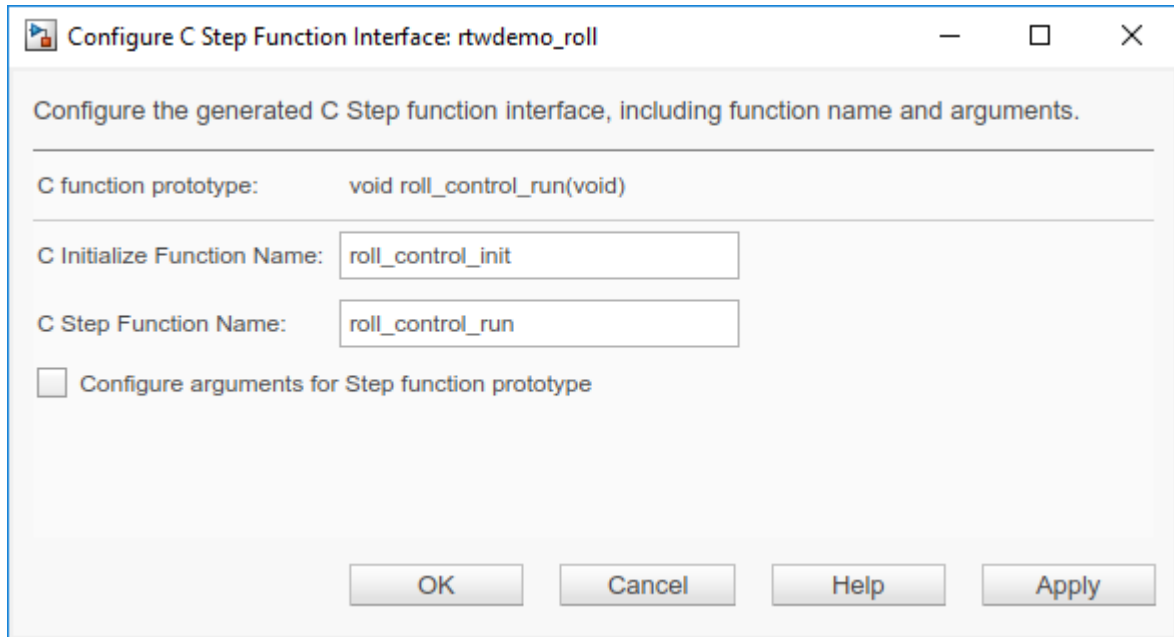 Configure C Step Function Interface: rtwdemo_roll
Configure the generated C Step function interface, including function name and arguments.
C function prototype: void roll_control_run(void)
C Initialize Function Name: roll_control_init
C Step Function Name: roll_control_run
Configure arguments for Step function prototype
OK Cancel Help Apply